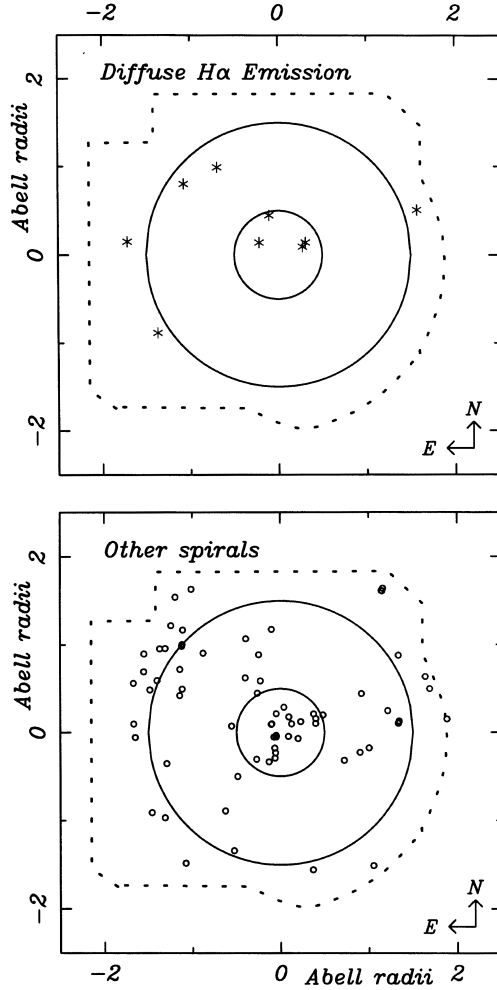 0 2
Diffuse Hα Emission
Abell radii
2
0
−2
N
E
Other spirals
Abell radii
2
0
−2
N
E
−2 0 Abell radii 2